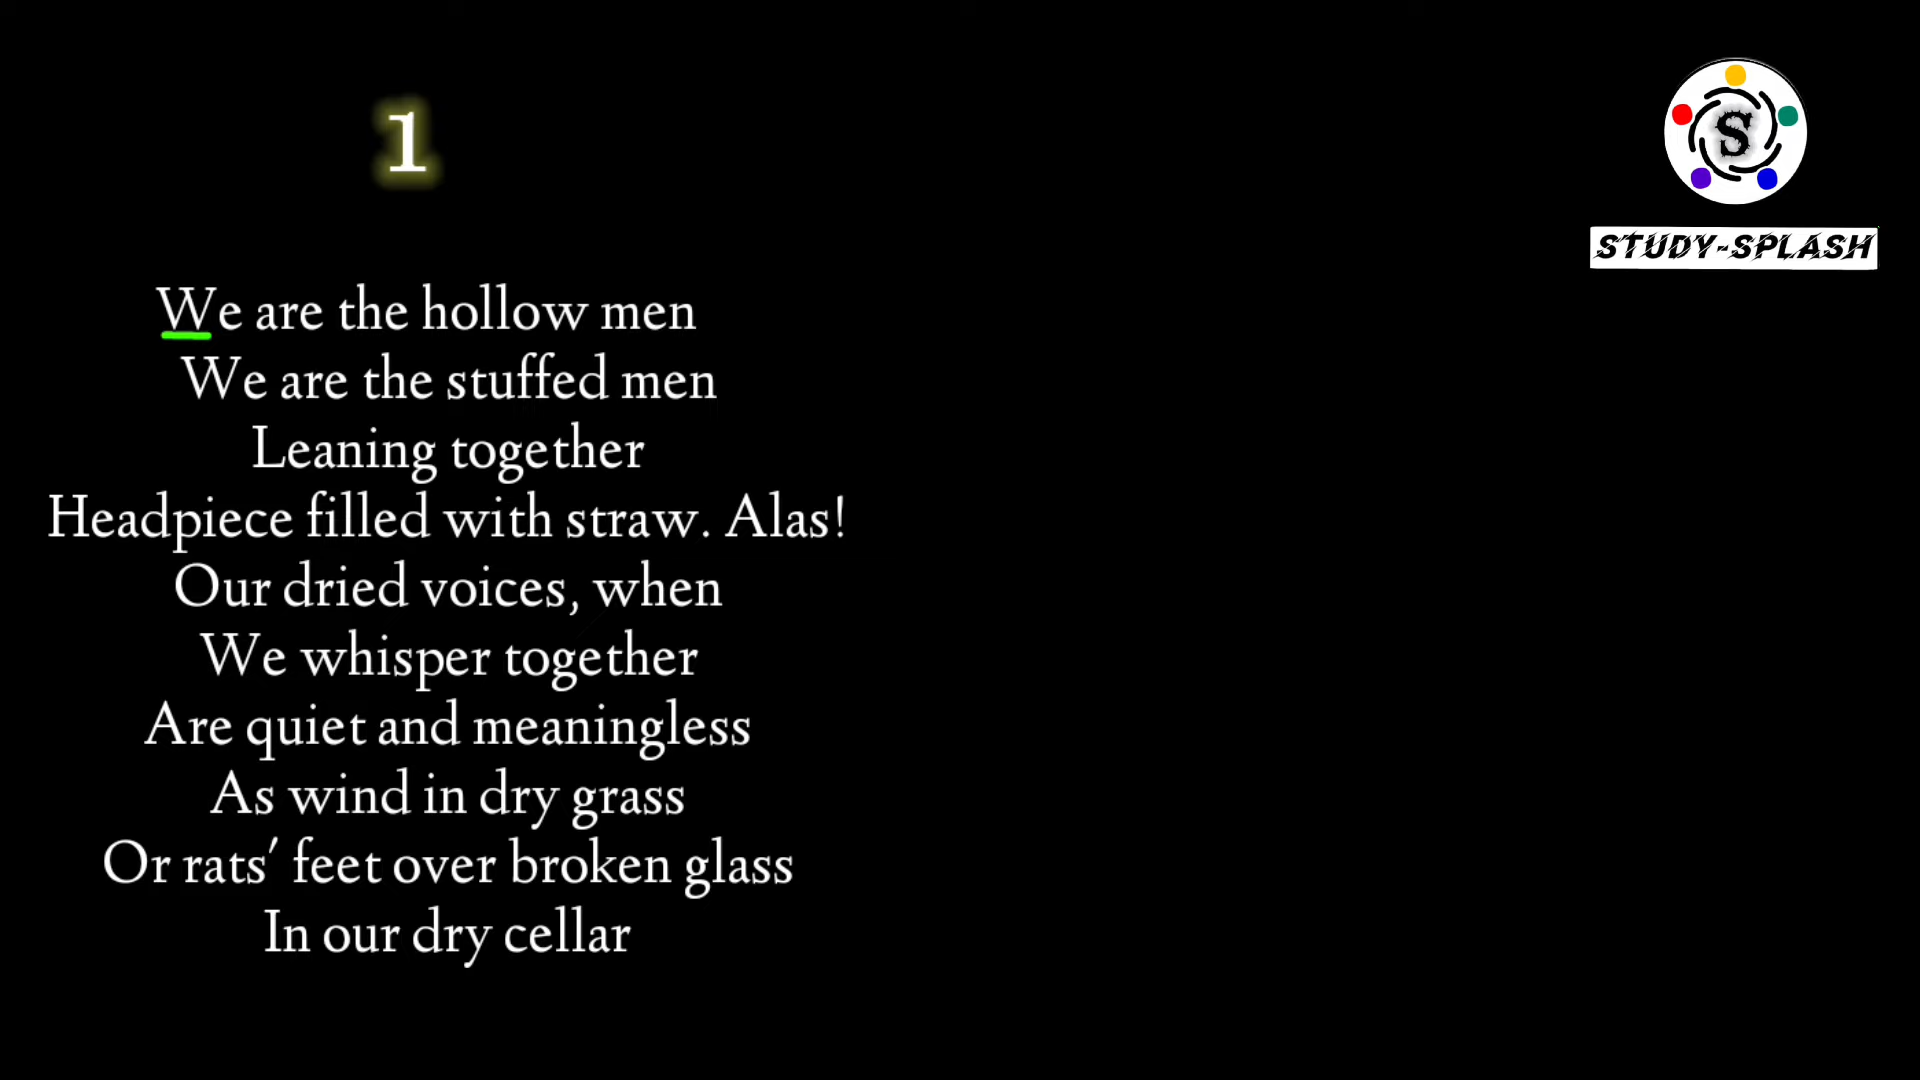 1
We are the hollow men
We are the stuffed men
Leaning together
Headpiece filled with straw. Alas!
Our dried voices, when
We whisper together
Are quiet and meaningless
As wind in dry grass
Or rats' feet over broken glass
In our dry cellar
S
STUDY-SPLASH